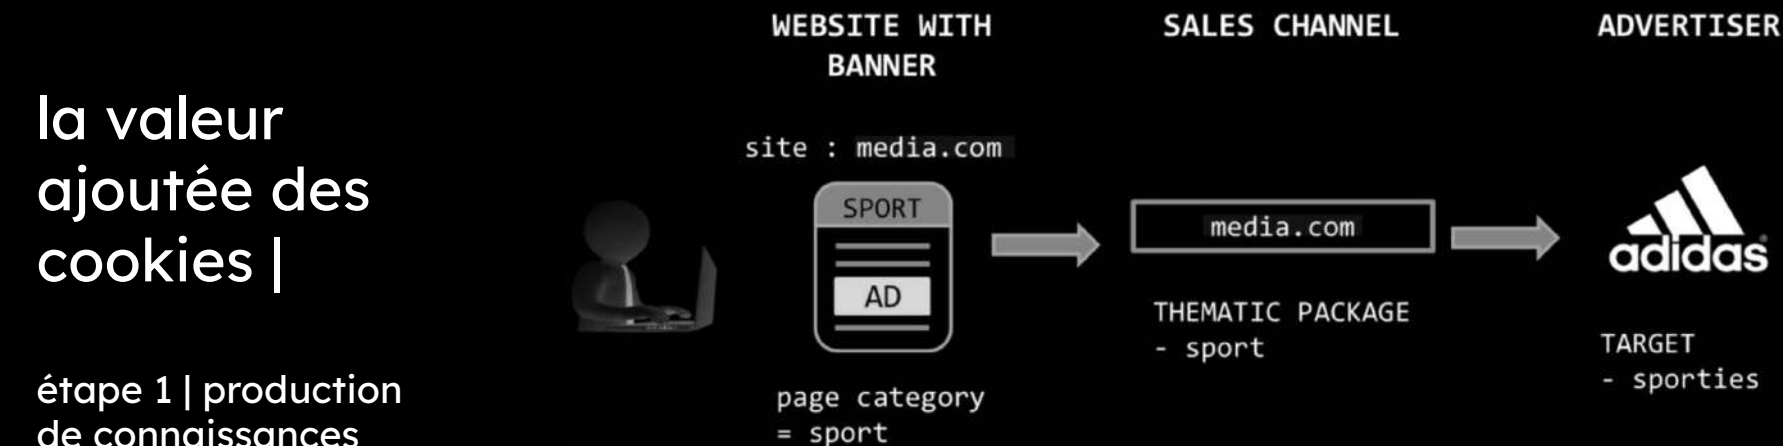 la valeur
ajoutée des
cookies |
étape 1 | production
de connaissances
WEBSITE WITH
BANNER
site : media.com
SPORT
AD
page category
= sport
SALES CHANNEL
media.com
THEMATIC PACKAGE
- sport
ADVERTISER
adidas
TARGET
- sporties